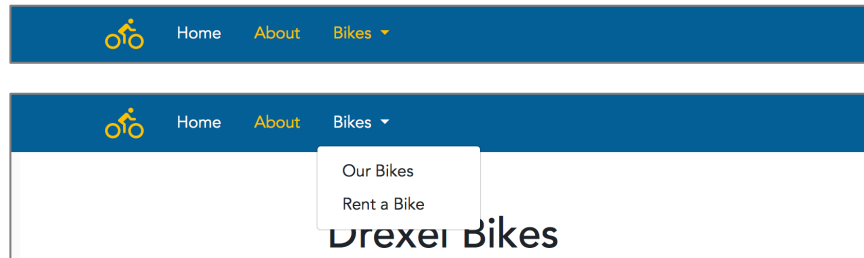 Home About Bikes
Home About Bikes
Our Bikes
Rent a Bike
Drexel Bikes